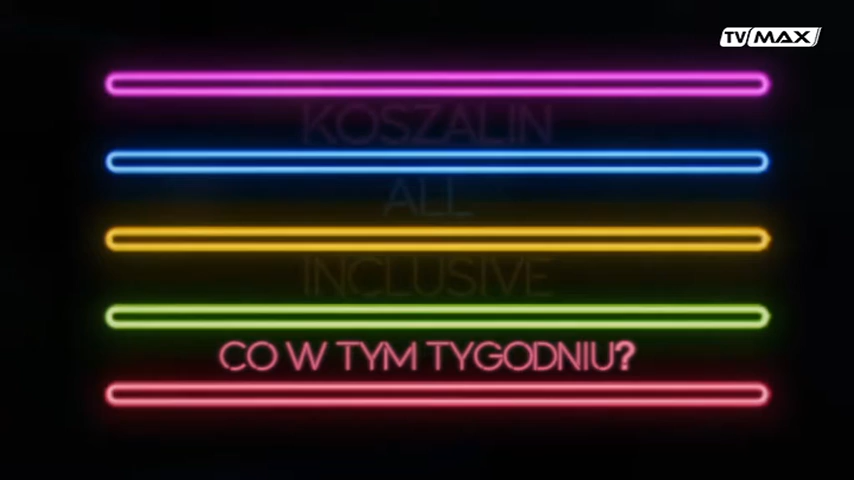 TV MAX
KOSZALIN
ALL
INCLUSIVE
CO W TYM TYGODNIU?